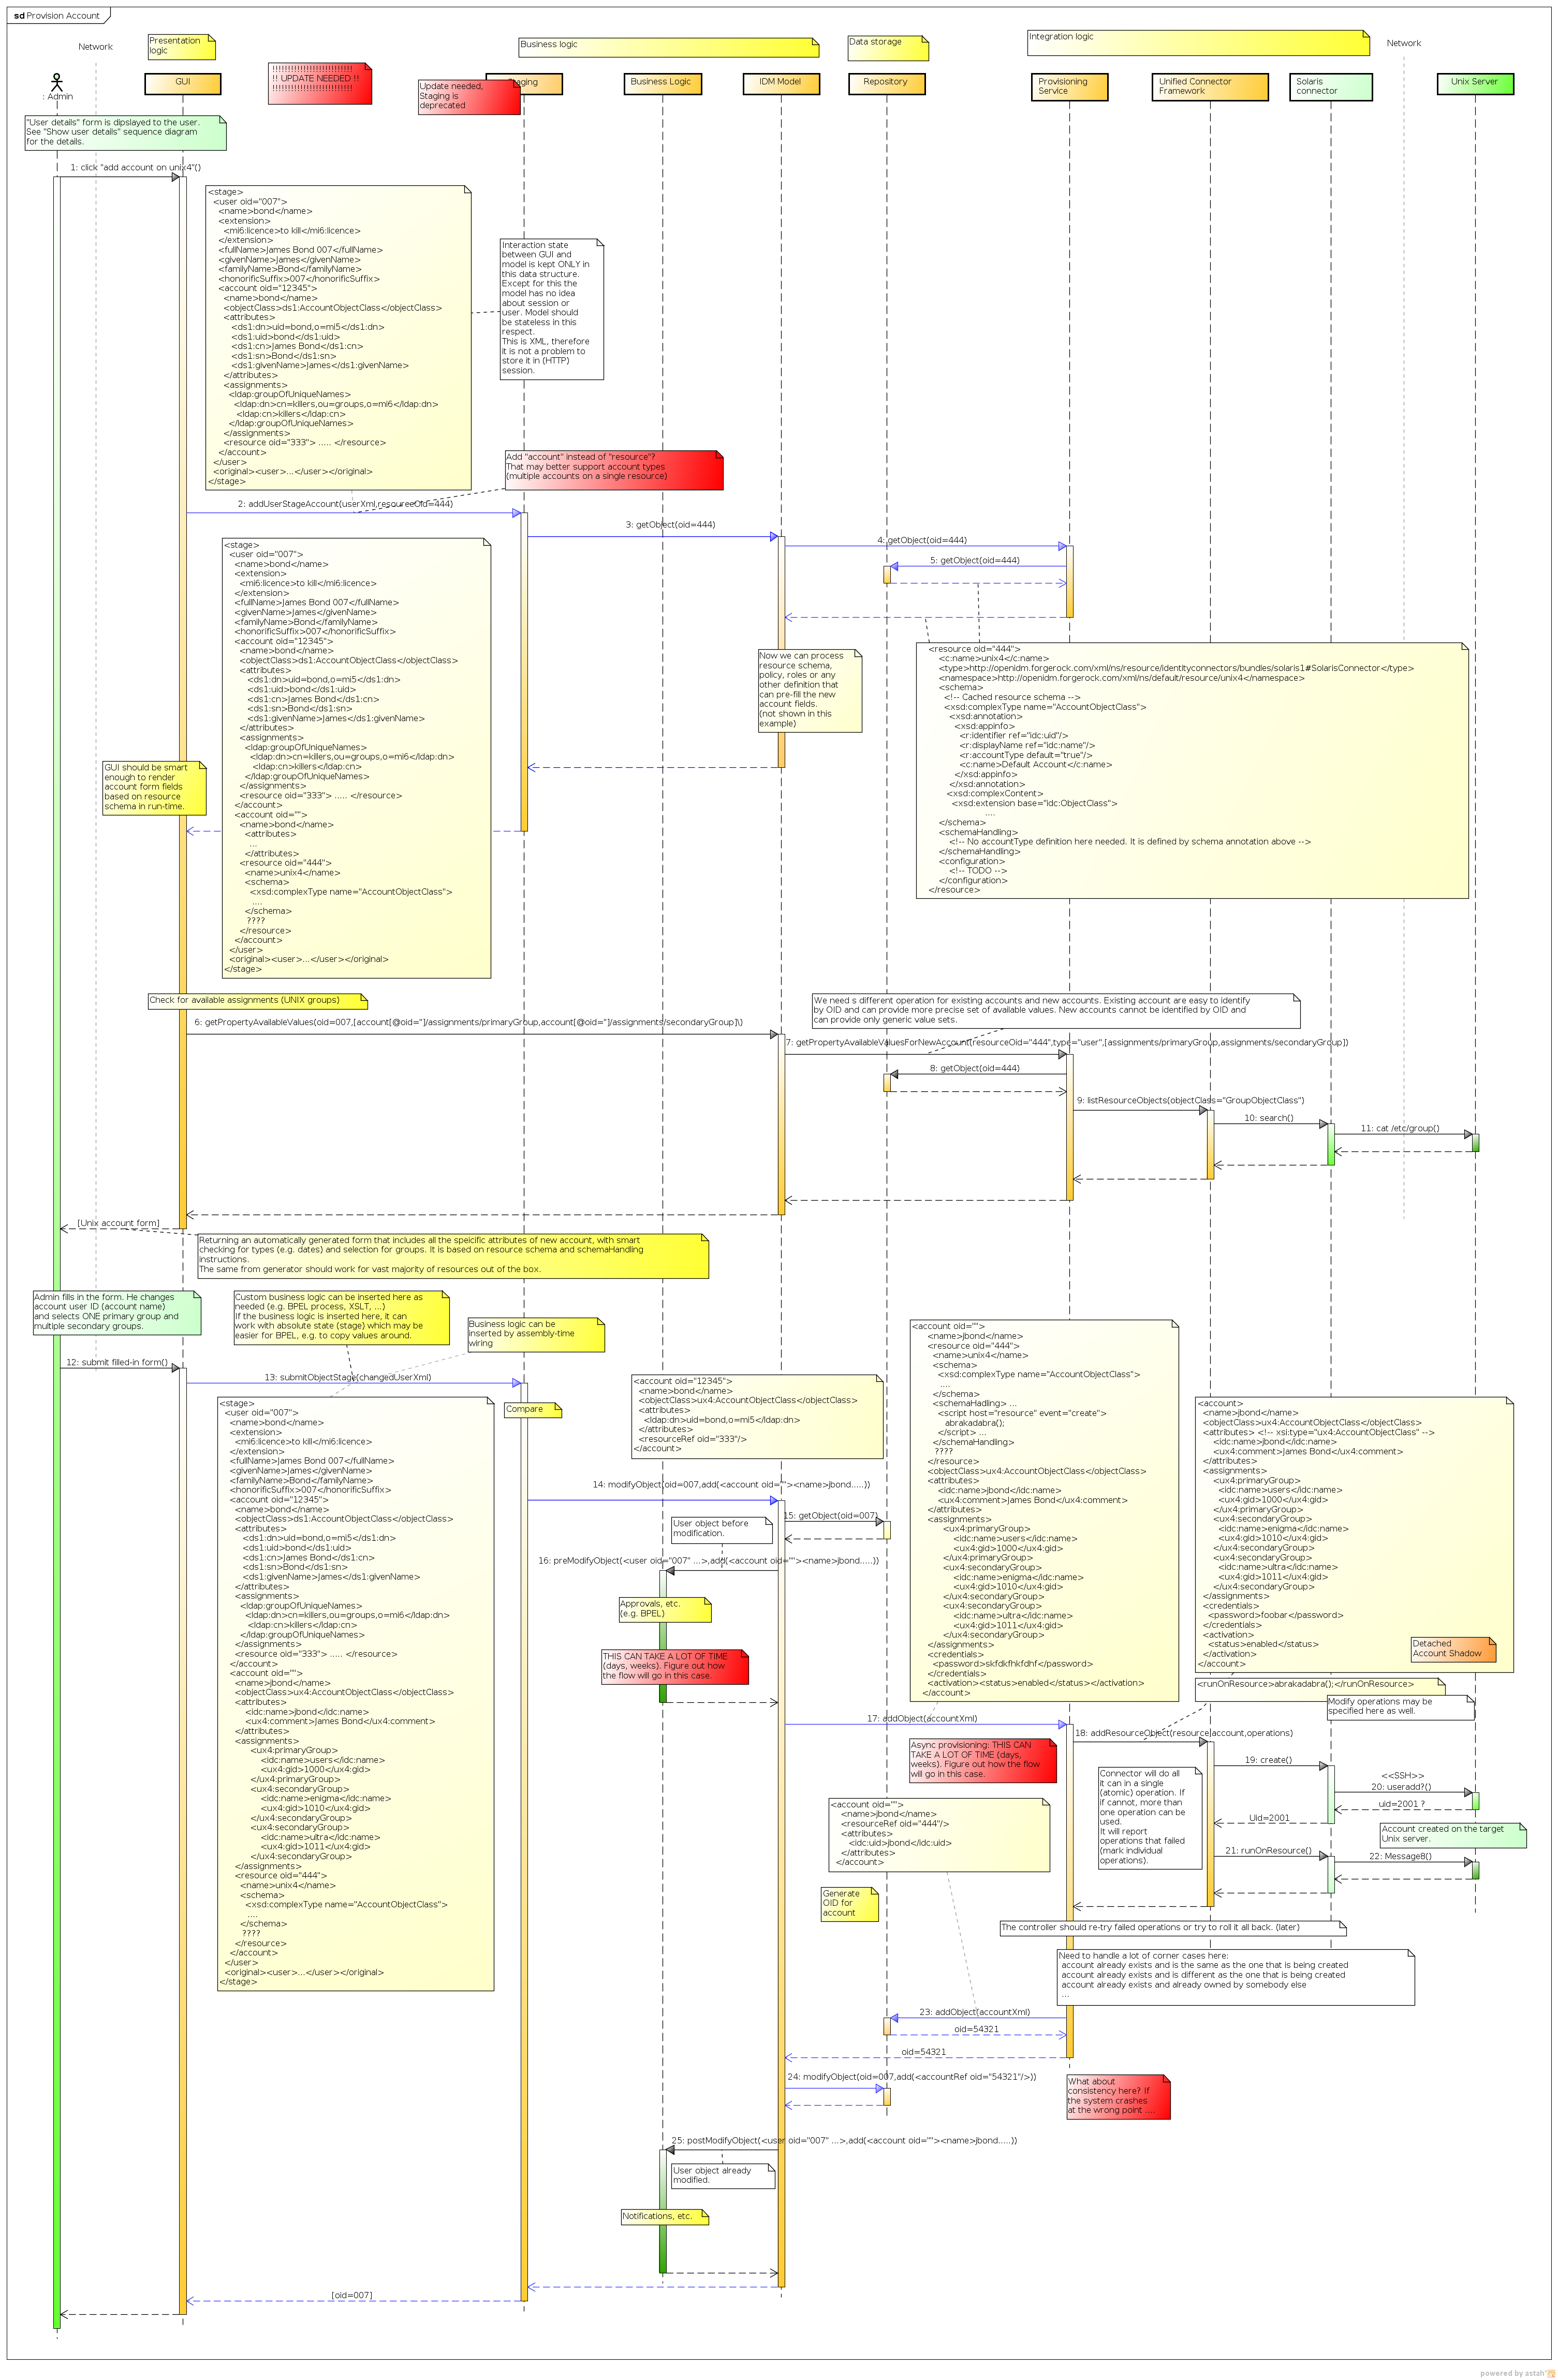 sd Provision Account
Network
Presentation
logic
Business logic
Data storage
Integration logic
Network
: Admin
GUI
!!!!!!!!!!!!!!!!!!!!!!!!!!!
!! UPDATE NEEDED !!
!!!!!!!!!!!!!!!!!!!!!!!!!!!
Update needed,
Staging is
deprecated
Business Logic
IDM Model
Repository
Provisioning
Service
Unified Connector
Framework
Solaris
connector
Unix Server
"User details" form is dipslayed to the user.
See "Show user details" sequence diagram
for the details.
1: click "add account on unix4"()
<stage>
<user oid="007">
<name>bond</name>
<extension>
<mi6:licence>to kill</mi6:licence>
</extension>
<fullName>James Bond 007</fullName>
<givenName>James</givenName>
<familyName>Bond</familyName>
<honorificSuffix>007</honorificSuffix>
<account oid="12345">
<name>bond</name>
<objectClass>ds1:AccountObjectClass</objectClass>
<attributes>
<ds1:dn>uid=bond,o=mi5</ds1:dn>
<ds1:uid>bond</ds1:uid>
<ds1:cn>James Bond</ds1:cn>
<ds1:sn>Bond</ds1:sn>
<ds1:givenName>James</ds1:givenName>
</attributes>
<assignments>
<ldap:groupOfUniqueNames>
<ldap:dn>cn=killers,ou=groups,o=mi6</ldap:dn>
<ldap:cn>killers</ldap:cn>
</ldap:groupOfUniqueNames>
</assignments>
<resource oid="333"> ..... </resource>
</account>
</user>
<original><user>...</user></original>
</stage>
Interaction state
between GUI and
model is kept ONLY in
this data structure.
Except for this the
model has no idea
about session or
user. Model should
be stateless in this
respect.
This is XML, therefore
it is not a problem to
store it in (HTTP)
session.
Add "account" instead of "resource"?
That may better support account types
(multiple accounts on a single resource)
2: addUserStageAccount(userXml,resourceOid=444)
3: getObject(oid=444)
4: getObject(oid=444)
5: getObject(oid=444)
<stage>
<user oid="007">
<name>bond</name>
<extension>
<mi6:licence>to kill</mi6:licence>
</extension>
<fullName>James Bond 007</fullName>
<givenName>James</givenName>
<familyName>Bond</familyName>
<honorificSuffix>007</honorificSuffix>
<account oid="12345">
<name>bond</name>
<objectClass>ds1:AccountObjectClass</objectClass>
<attributes>
<ds1:dn>uid=bond,o=mi5</ds1:dn>
<ds1:uid>bond</ds1:uid>
<ds1:cn>James Bond</ds1:cn>
<ds1:sn>Bond</ds1:sn>
<ds1:givenName>James</ds1:givenName>
</attributes>
<assignments>
<ldap:groupOfUniqueNames>
<ldap:dn>cn=killers,ou=groups,o=mi6</ldap:dn>
<ldap:cn>killers</ldap:cn>
</ldap:groupOfUniqueNames>
</assignments>
<resource oid="333"> ..... </resource>
</account>
<account oid="">
<name>bond</name>
<attributes>
...
</attributes>
<resource oid="444">
<name>unix4</name>
<schema>
<xsd:complexType name="AccountObjectClass">
....
</schema>
????
</resource>
</account>
</user>
<original><user>...</user></original>
</stage>
Now we can process
resource schema,
policy, roles or any
other definition that
can pre-fill the new
account fields.
(not shown in this
example)
<resource oid="444">
<c:name>unix4</c:name>
<type>http://openidm.forgerock.com/xml/ns/resource/identityconnectors/bundles/solaris1#SolarisConnector</type>
<namespace>http://openidm.forgerock.com/xml/ns/default/resource/unix4</namespace>
<schema>
<!-- Cached resource schema -->
<xsd:complexType name="AccountObjectClass">
<xsd:annotation>
<xsd:appinfo>
<r:identifier ref="idc:uid"/>
<r:displayName ref="idc:name"/>
<r:accountType default="true"/>
<c:name>Default Account</c:name>
</xsd:appinfo>
</xsd:annotation>
<xsd:complexContent>
<xsd:extension base="idc:ObjectClass">
....
</schema>
<schemaHandling>
<!-- No accountType definition here needed. It is defined by schema annotation above -->
</schemaHandling>
<configuration>
<!-- TODO -->
</configuration>
</resource>
GUI should be smart
enough to render
account form fields
based on resource
schema in run-time.
Check for available assignments (UNIX groups)
We need s different operation for existing accounts and new accounts. Existing account are easy to identify
by OID and can provide more precise set of available values. New accounts cannot be identified by OID and
can provide only generic value sets.
6: getPropertyAvailableValues(oid=007,[account[@oid='']/assignments/primaryGroup,account[@oid='']/assignments/secondaryGroup]\)
7: getPropertyAvailableValuesForNewAccount(resourceOid="444",type="user",[assignments/primaryGroup,assignments/secondaryGroup])
8: getObject(oid=444)
9: listResourceObjects(objectClass="GroupObjectClass")
10: search()
11: cat /etc/group()
[Unix account form]
Returning an automatically generated form that includes all the speicific attributes of new account, with smart
checking for types (e.g. dates) and selection for groups. It is based on resource schema and schemaHandling
instructions.
The same from generator should work for vast majority of resources out of the box.
Admin fills in the form. He changes
account user ID (account name)
and selects ONE primary group and
multiple secondary groups.
Custom business logic can be inserted here as
needed (e.g. BPEL process, XSLT, ...)
If the business logic is inserted here, it can
work with absolute state (stage) which may be
easier for BPEL, e.g. to copy values around.
Business logic can be
inserted by assembly-time
wiring
12: submit filled-in form()
13: submitObjectStage(changedUserXml)
Compare
<stage>
<user oid="007">
<name>bond</name>
<extension>
<mi6:licence>to kill</mi6:licence>
</extension>
<fullName>James Bond 007</fullName>
<givenName>James</givenName>
<familyName>Bond</familyName>
<honorificSuffix>007</honorificSuffix>
<account oid="12345">
<name>bond</name>
<objectClass>ds1:AccountObjectClass</objectClass>
<attributes>
<ds1:dn>uid=bond,o=mi5</ds1:dn>
<ds1:uid>bond</ds1:uid>
<ds1:cn>James Bond</ds1:cn>
<ds1:sn>Bond</ds1:sn>
<ds1:givenName>James</ds1:givenName>
</attributes>
<assignments>
<ldap:groupOfUniqueNames>
<ldap:dn>cn=killers,ou=groups,o=mi6</ldap:dn>
<ldap:cn>killers</ldap:cn>
</ldap:groupOfUniqueNames>
</assignments>
<resource oid="333"> ..... </resource>
</account>
<account oid="">
<name>jbond</name>
<objectClass>ux4:AccountObjectClass</objectClass>
<attributes>
<idc:name>jbond</idc:name>
<ux4:comment>James Bond</ux4:comment>
</attributes>
<assignments>
<ux4:primaryGroup>
<idc:name>users</idc:name>
<ux4:gid>1000</ux4:gid>
</ux4:primaryGroup>
<ux4:secondaryGroup>
<idc:name>enigma</idc:name>
<ux4:gid>1010</ux4:gid>
</ux4:secondaryGroup>
<ux4:secondaryGroup>
<idc:name>ultra</idc:name>
<ux4:gid>1011</ux4:gid>
</ux4:secondaryGroup>
</assignments>
<resource oid="444">
<name>unix4</name>
<schema>
<xsd:complexType name="AccountObjectClass">
....
</schema>
????
</resource>
</account>
</user>
<original><user>...</user></original>
</stage>
<account oid="12345">
<name>bond</name>
<objectClass>ux4:AccountObjectClass</objectClass>
<attributes>
<ldap:dn>uid=bond,o=mi5</ldap:dn>
</attributes>
<resourceRef oid="333"/>
</account>
<account oid="">
<name>jbond</name>
<resource oid="444">
<name>unix4</name>
<schema>
<xsd:complexType name="AccountObjectClass">
....
</schema>
<schemaHadling> ...
<script host="resource" event="create">
abrakadabra();
</script> ...
</schemaHandling>
????
</resource>
<objectClass>ux4:AccountObjectClass</objectClass>
<attributes>
<idc:name>jbond</idc:name>
<ux4:comment>James Bond</ux4:comment>
</attributes>
<assignments>
<ux4:primaryGroup>
<idc:name>users</idc:name>
<ux4:gid>1000</ux4:gid>
</ux4:primaryGroup>
<ux4:secondaryGroup>
<idc:name>enigma</idc:name>
<ux4:gid>1010</ux4:gid>
</ux4:secondaryGroup>
<ux4:secondaryGroup>
<idc:name>ultra</idc:name>
<ux4:gid>1011</ux4:gid>
</ux4:secondaryGroup>
</assignments>
<credentials>
<password>skfdkfhkfdhf</password>
</credentials>
<activation><status>enabled</status></activation>
</account>
<account>
<name>jbond</name>
<objectClass>ux4:AccountObjectClass</objectClass>
<attributes> <!-- xsi:type="ux4:AccountObjectClass" -->
<idc:name>jbond</idc:name>
<ux4:comment>James Bond</ux4:comment>
</attributes>
<assignments>
<ux4:primaryGroup>
<idc:name>users</idc:name>
<ux4:gid>1000</ux4:gid>
</ux4:primaryGroup>
<ux4:secondaryGroup>
<idc:name>enigma</idc:name>
<ux4:gid>1010</ux4:gid>
</ux4:secondaryGroup>
<ux4:secondaryGroup>
<idc:name>ultra</idc:name>
<ux4:gid>1011</ux4:gid>
</ux4:secondaryGroup>
</assignments>
<credentials>
<password>foobar</password>
</credentials>
<activation>
<status>enabled</status>
</activation>
</account>
Detached
Account Shadow
<runOnResource>abrakadabra();</runOnResource>
Modify operations may be
specified here as well.
14: modifyObject(oid=007,add(<account oid=""><name>jbond.....))
15: getObject(oid=007)
User object before
modification.
16: preModifyObject(<user oid="007" ...>,add(<account oid=""><name>jbond.....))
Approvals, etc.
(e.g. BPEL)
THIS CAN TAKE A LOT OF TIME
(days, weeks). Figure out how
the flow will go in this case.
17: addObject(accountXml)
18: addResourceObject(resource,account,operations)
Async provisioning: THIS CAN
TAKE A LOT OF TIME (days,
weeks). Figure out how the flow
will go in this case.
Connector will do all
it can in a single
(atomic) operation. If
if cannot, more than
one operation can be
used.
It will report
operations that failed
(mark individual
operations).
19: create()
<<SSH>>
20: useradd?()
uid=2001 ?
Uid=2001
Account created on the target
Unix server.
21: runOnResource()
22: Message8()
<account oid="">
<name>jbond</name>
<resourceRef oid="444"/>
<attributes>
<idc:uid>jbond</idc:uid>
</attributes>
</account>
Generate
OID for
account
The controller should re-try failed operations or try to roll it all back. (later)
Need to handle a lot of corner cases here:
account already exists and is the same as the one that is being created
account already exists and is different as the one that is being created
account already exists and already owned by somebody else
...
23: addObject(accountXml)
oid=54321
oid=54321
24: modifyObject(oid=007,add(<accountRef oid="54321"/>))
What about
consistency here? If
the system crashes
at the wrong point ....
25: postModifyObject(<user oid="007" ...>,add(<account oid=""><name>jbond.....))
User object already
modified.
Notifications, etc.
[oid=007]
powered by astah*